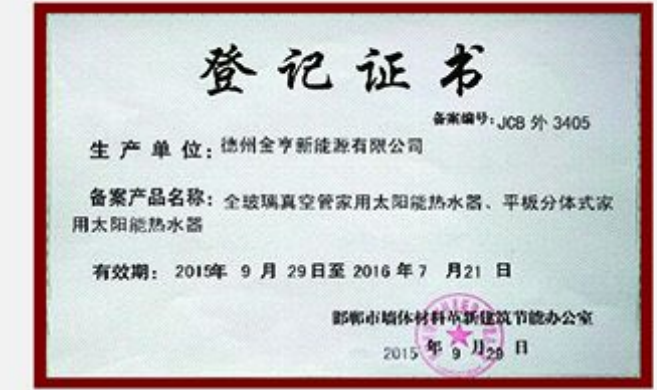 登记证书
备案编号:JCB 外 3405
生产单位:德州金亨新能源有限公司
备案产品名称:全玻璃真空管家用太阳能热水器、平板分体式家
用太阳能热水器
有效期: 2015年 9 月 29日至 2016 年 7 月21 日
邯郸市墙体材料革新建筑节能办公室
2015 年 9 月29 日